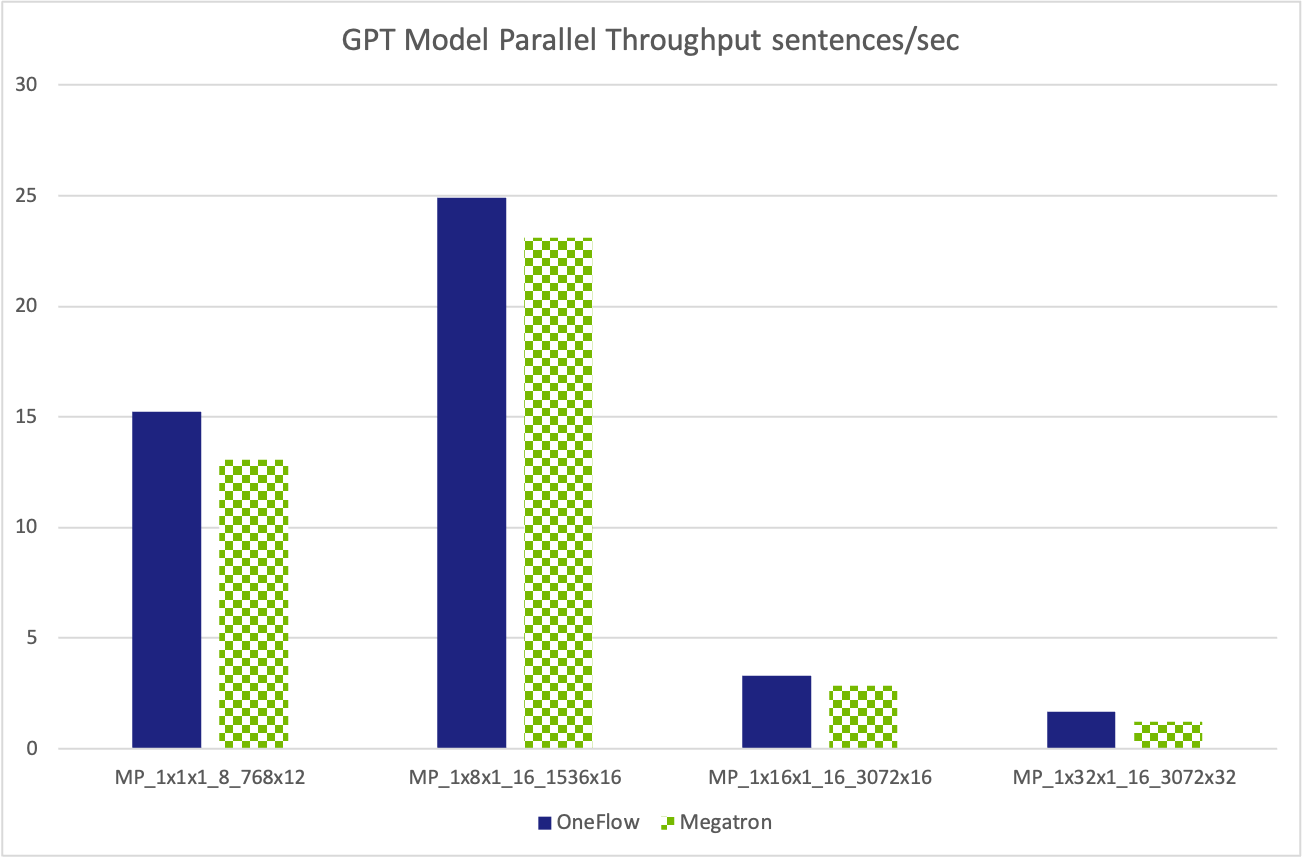 GPT Model Parallel Throughput sentences/sec
30
25
20
15
10
5
0
MP_1x1x1_8_768x12 MP_1x8x1_16_1536x16 MP_1x16x1_16_3072x16 MP_1x32x1_16_3072x32
OneFlow Megatron